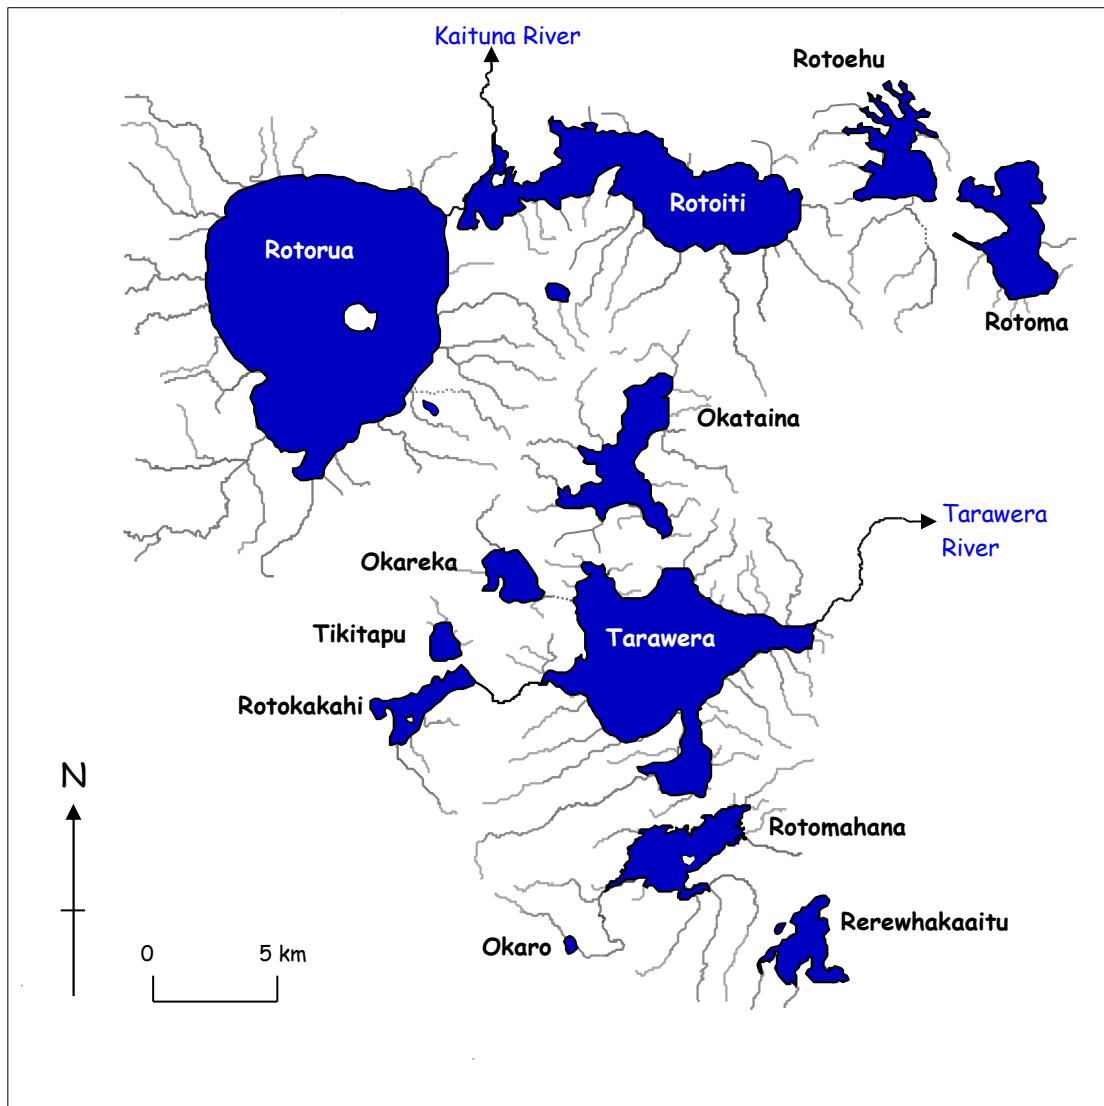 Kaituna River
Rotoehu
Rotoiti
Rotorua
Rotoma
Okataina
Tarawera
River
Okareka
Tikitapu
Tarawera
Rotokakahi
N
Rotomahana
Rerewhakaaitu
Okaro
0 5 km